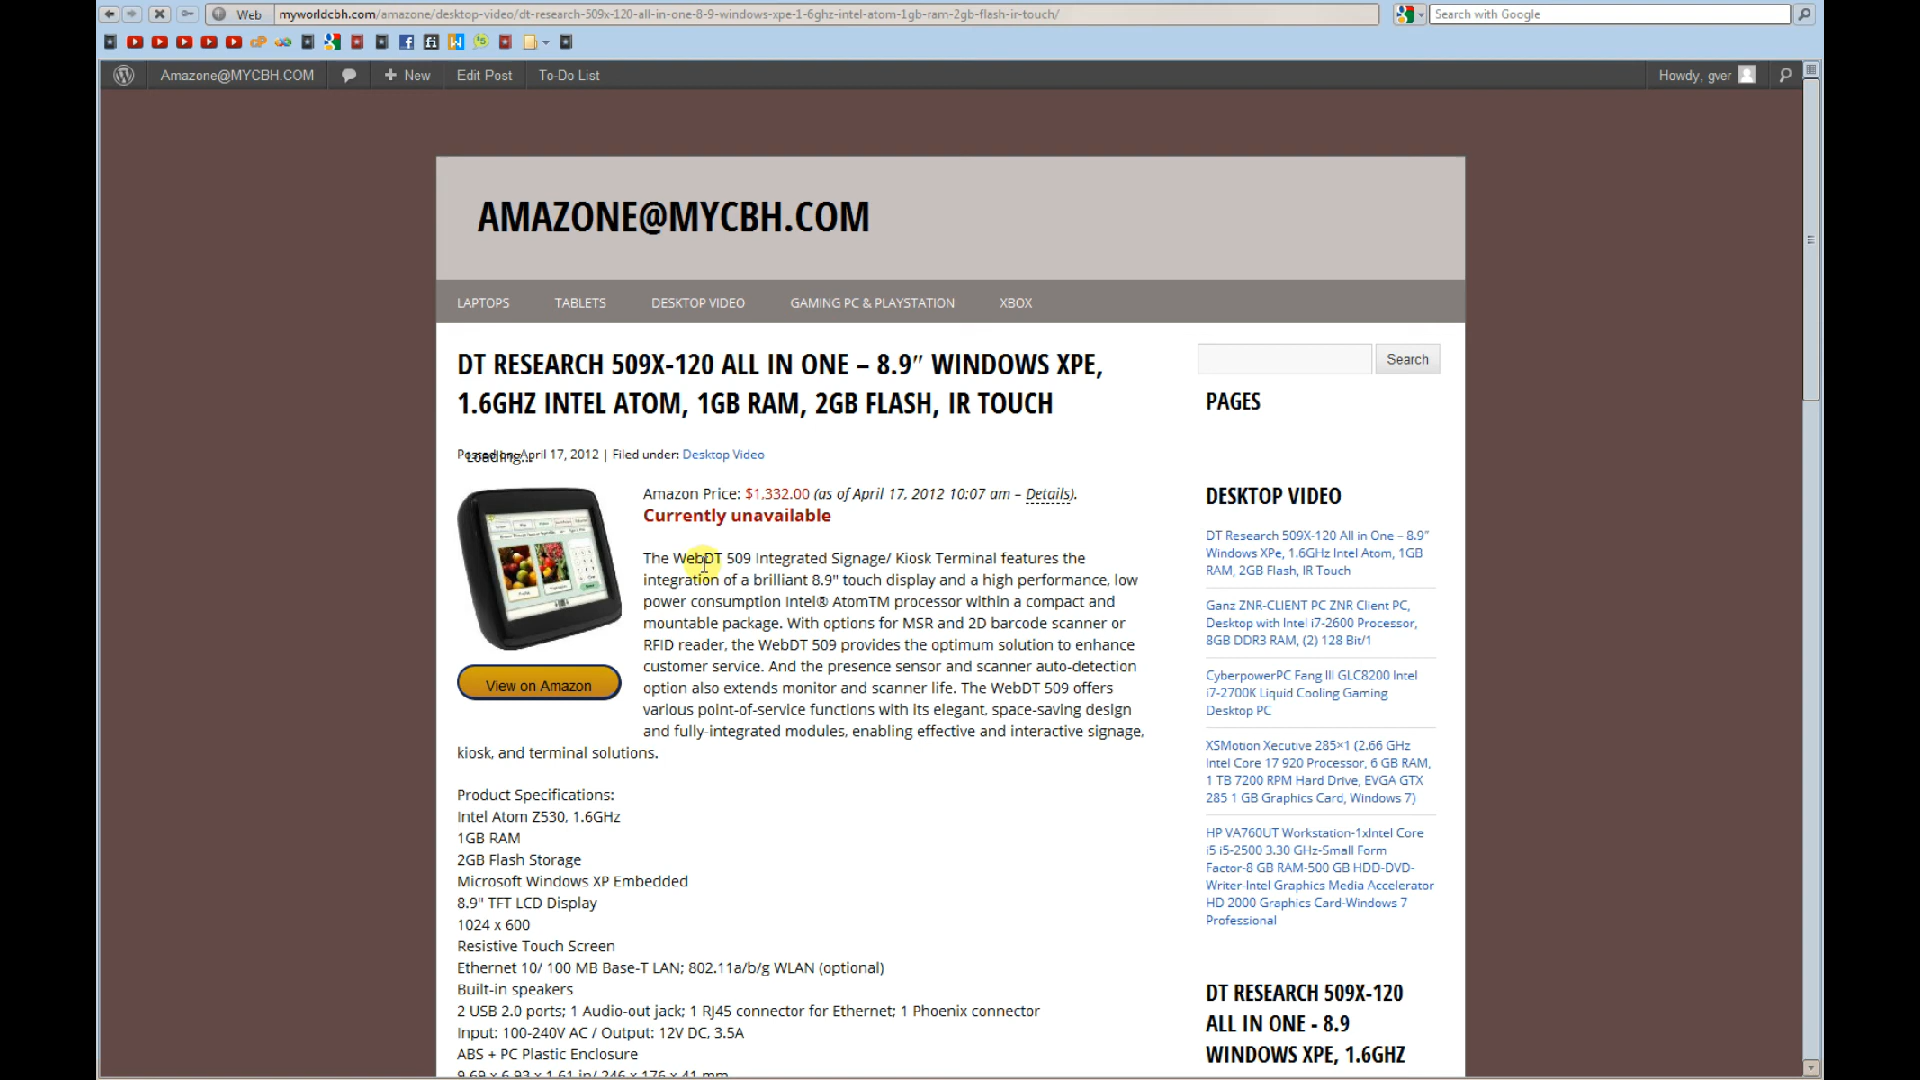 Web myworldcbh.com/amazone/desktop-video/dt-research-509x-120-all-in-one-8-9-windows-xpe-1-6ghz-intel-atom-1gb-ram-2gb-flash-ir-touch/ Search with Google
Amazone@MYCBH.COM New Edit Post To-Do List Howdy, gver
AMAZONE@MYCBH.COM
LAPTOPS TABLETS DESKTOP VIDEO GAMING PC & PLAYSTATION XBOX
DT RESEARCH 509X-120 ALL IN ONE – 8.9″ WINDOWS XPE,
1.6GHZ INTEL ATOM, 1GB RAM, 2GB FLASH, IR TOUCH
Posted on April 17, 2012 | Filed under: Desktop Video
Loading...
Amazon Price: $1,332.00 (as of April 17, 2012 10:07 am – Details).
Currently unavailable
The WebDT 509 Integrated Signage/ Kiosk Terminal features the
integration of a brilliant 8.9" touch display and a high performance, low
power consumption Intel® AtomTM processor within a compact and
mountable package. With options for MSR and 2D barcode scanner or
RFID reader, the WebDT 509 provides the optimum solution to enhance
customer service. And the presence sensor and scanner auto-detection
option also extends monitor and scanner life. The WebDT 509 offers
various point-of-service functions with its elegant, space-saving design
and fully-integrated modules, enabling effective and interactive signage,
kiosk, and terminal solutions.
View on Amazon
Product Specifications:
Intel Atom Z530, 1.6GHz
1GB RAM
2GB Flash Storage
Microsoft Windows XP Embedded
8.9" TFT LCD Display
1024 x 600
Resistive Touch Screen
Ethernet 10/ 100 MB Base-T LAN; 802.11a/b/g WLAN (optional)
Built-in speakers
2 USB 2.0 ports; 1 Audio-out jack; 1 RJ45 connector for Ethernet; 1 Phoenix connector
Input: 100-240V AC / Output: 12V DC, 3.5A
ABS + PC Plastic Enclosure
9.69 x 6.93 x 1.61 in/ 246 x 176 x 41 mm
Search
PAGES
DESKTOP VIDEO
DT Research 509X-120 All in One – 8.9″
Windows XPe, 1.6GHz Intel Atom, 1GB
RAM, 2GB Flash, IR Touch
Ganz ZNR-CLIENT PC ZNR Client PC,
Desktop with Intel i7-2600 Processor,
8GB DDR3 RAM, (2) 128 Bit/1
CyberpowerPC Fang III GLC8200 Intel
i7-2700K Liquid Cooling Gaming
Desktop PC
XSMotion Xecutive 285×1 (2.66 GHz
Intel Core 17 920 Processor, 6 GB RAM,
1 TB 7200 RPM Hard Drive, EVGA GTX
285 1 GB Graphics Card, Windows 7)
HP VA760UT Workstation-1xIntel Core
i5 i5-2500 3.30 GHz-Small Form
Factor-8 GB RAM-500 GB HDD-DVD-
Writer-Intel Graphics Media Accelerator
HD 2000 Graphics Card-Windows 7
Professional
DT RESEARCH 509X-120
ALL IN ONE - 8.9
WINDOWS XPE, 1.6GHZ